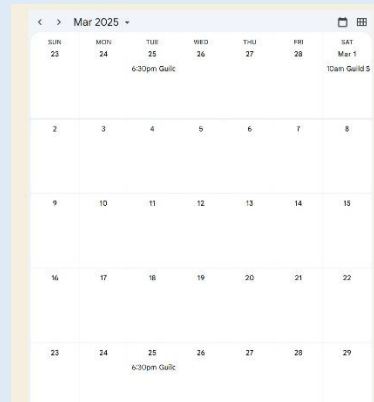 Mar 2025
SUN MON TUE WED THU FRI SAT
23 24 25 26 27 28 Mar 1
6:30pm Guilc 10am Guild S
2 3 4 5 6 7 8
9 10 11 12 13 14 15
16 17 18 19 20 21 22
23 24 25 26 27 28 29
6:30pm Guilc